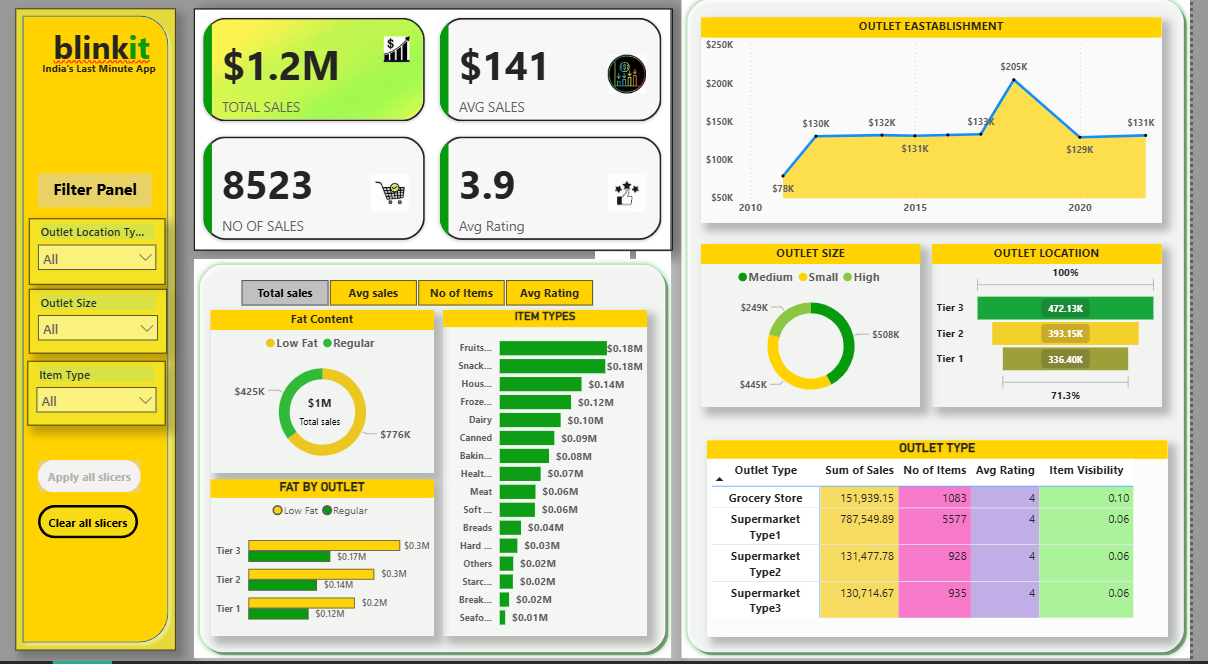 blinkit
India's Last Minute App
Filter Panel
Outlet Location Ty...
All
Outlet Size
All
Item Type
All
Apply all slicers
Clear all slicers
$1.2M
TOTAL SALES
$141
AVG SALES
8523
NO OF SALES
3.9
Avg Rating
Total sales
Avg sales
No of Items
Avg Rating
Fat Content
Low Fat Regular
$425K
$1M
Total sales
$776K
FAT BY OUTLET
Low Fat Regular
Tier 3 $0.3M
$0.17M
Tier 2 $0.3M
$0.14M
Tier 1 $0.2M
$0.12M
ITEM TYPES
Fruits... $0.18M
Snack... $0.18M
Hous... $0.14M
Froze... $0.12M
Dairy $0.10M
Canned $0.09M
Bakin... $0.08M
Healt... $0.07M
Meat $0.06M
Soft ... $0.06M
Breads $0.04M
Hard ... $0.03M
Others $0.02M
Starc... $0.02M
Break... $0.02M
Seafo... $0.01M
OUTLET EASTABLISHMENT
$250K
$200K
$150K
$100K
$50K
$78K
$130K
$132K
$131K
$133K
$205K
$129K
$131K
2010 2015 2020
OUTLET SIZE
Medium Small High
$249K
$508K
$445K
OUTLET LOCATIION
100%
Tier 3 472.13K
Tier 2 393.15K
Tier 1 336.40K
71.3%
OUTLET TYPE
Outlet Type Sum of Sales No of Items Avg Rating Item Visibility
Grocery Store 151,939.15 1083 4 0.10
Supermarket 787,549.89 5577 4 0.06
Type1
Supermarket 131,477.78 928 4 0.06
Type2
Supermarket 130,714.67 935 4 0.06
Type3